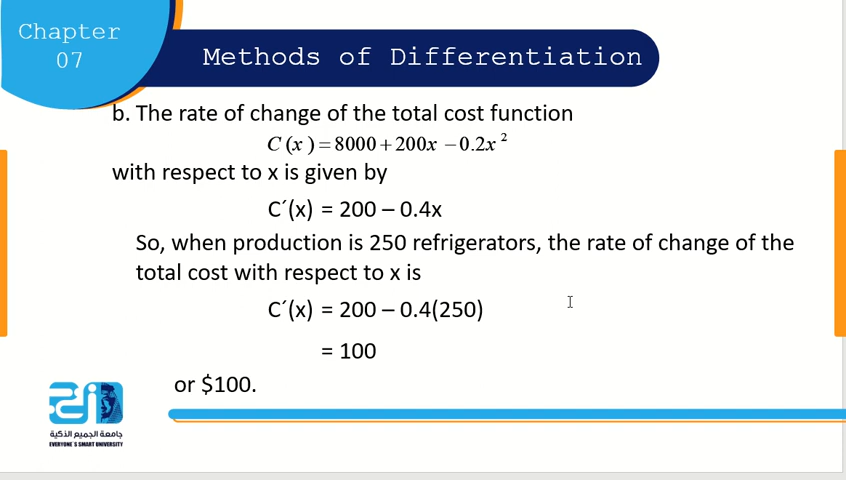 Chapter
07
Methods of Differentiation
b. The rate of change of the total cost function
C (x) = 8000 + 200x − 0.2x ²
with respect to x is given by
C´(x) = 200 – 0.4x
So, when production is 250 refrigerators, the rate of change of the
total cost with respect to x is
C´(x) = 200 – 0.4(250)
= 100
or $100.
جامعة الجميع الذكية
EVERYONE'S SMART UNIVERSITY